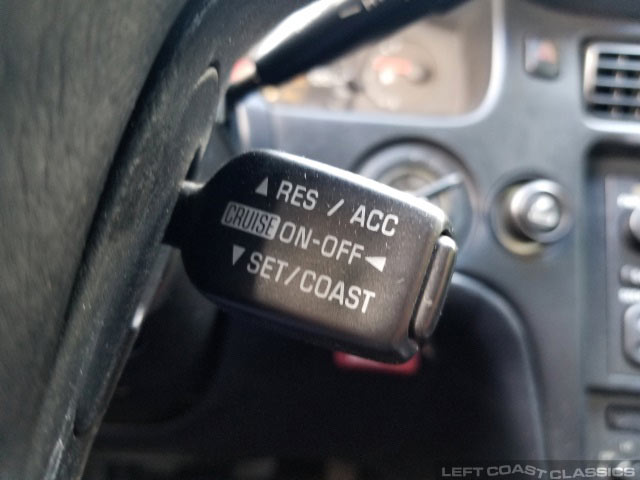 ▲ RES / ACC
CRUISE ON-OFF ◄
▼ SET/COAST
LEFT COAST CLASSICS